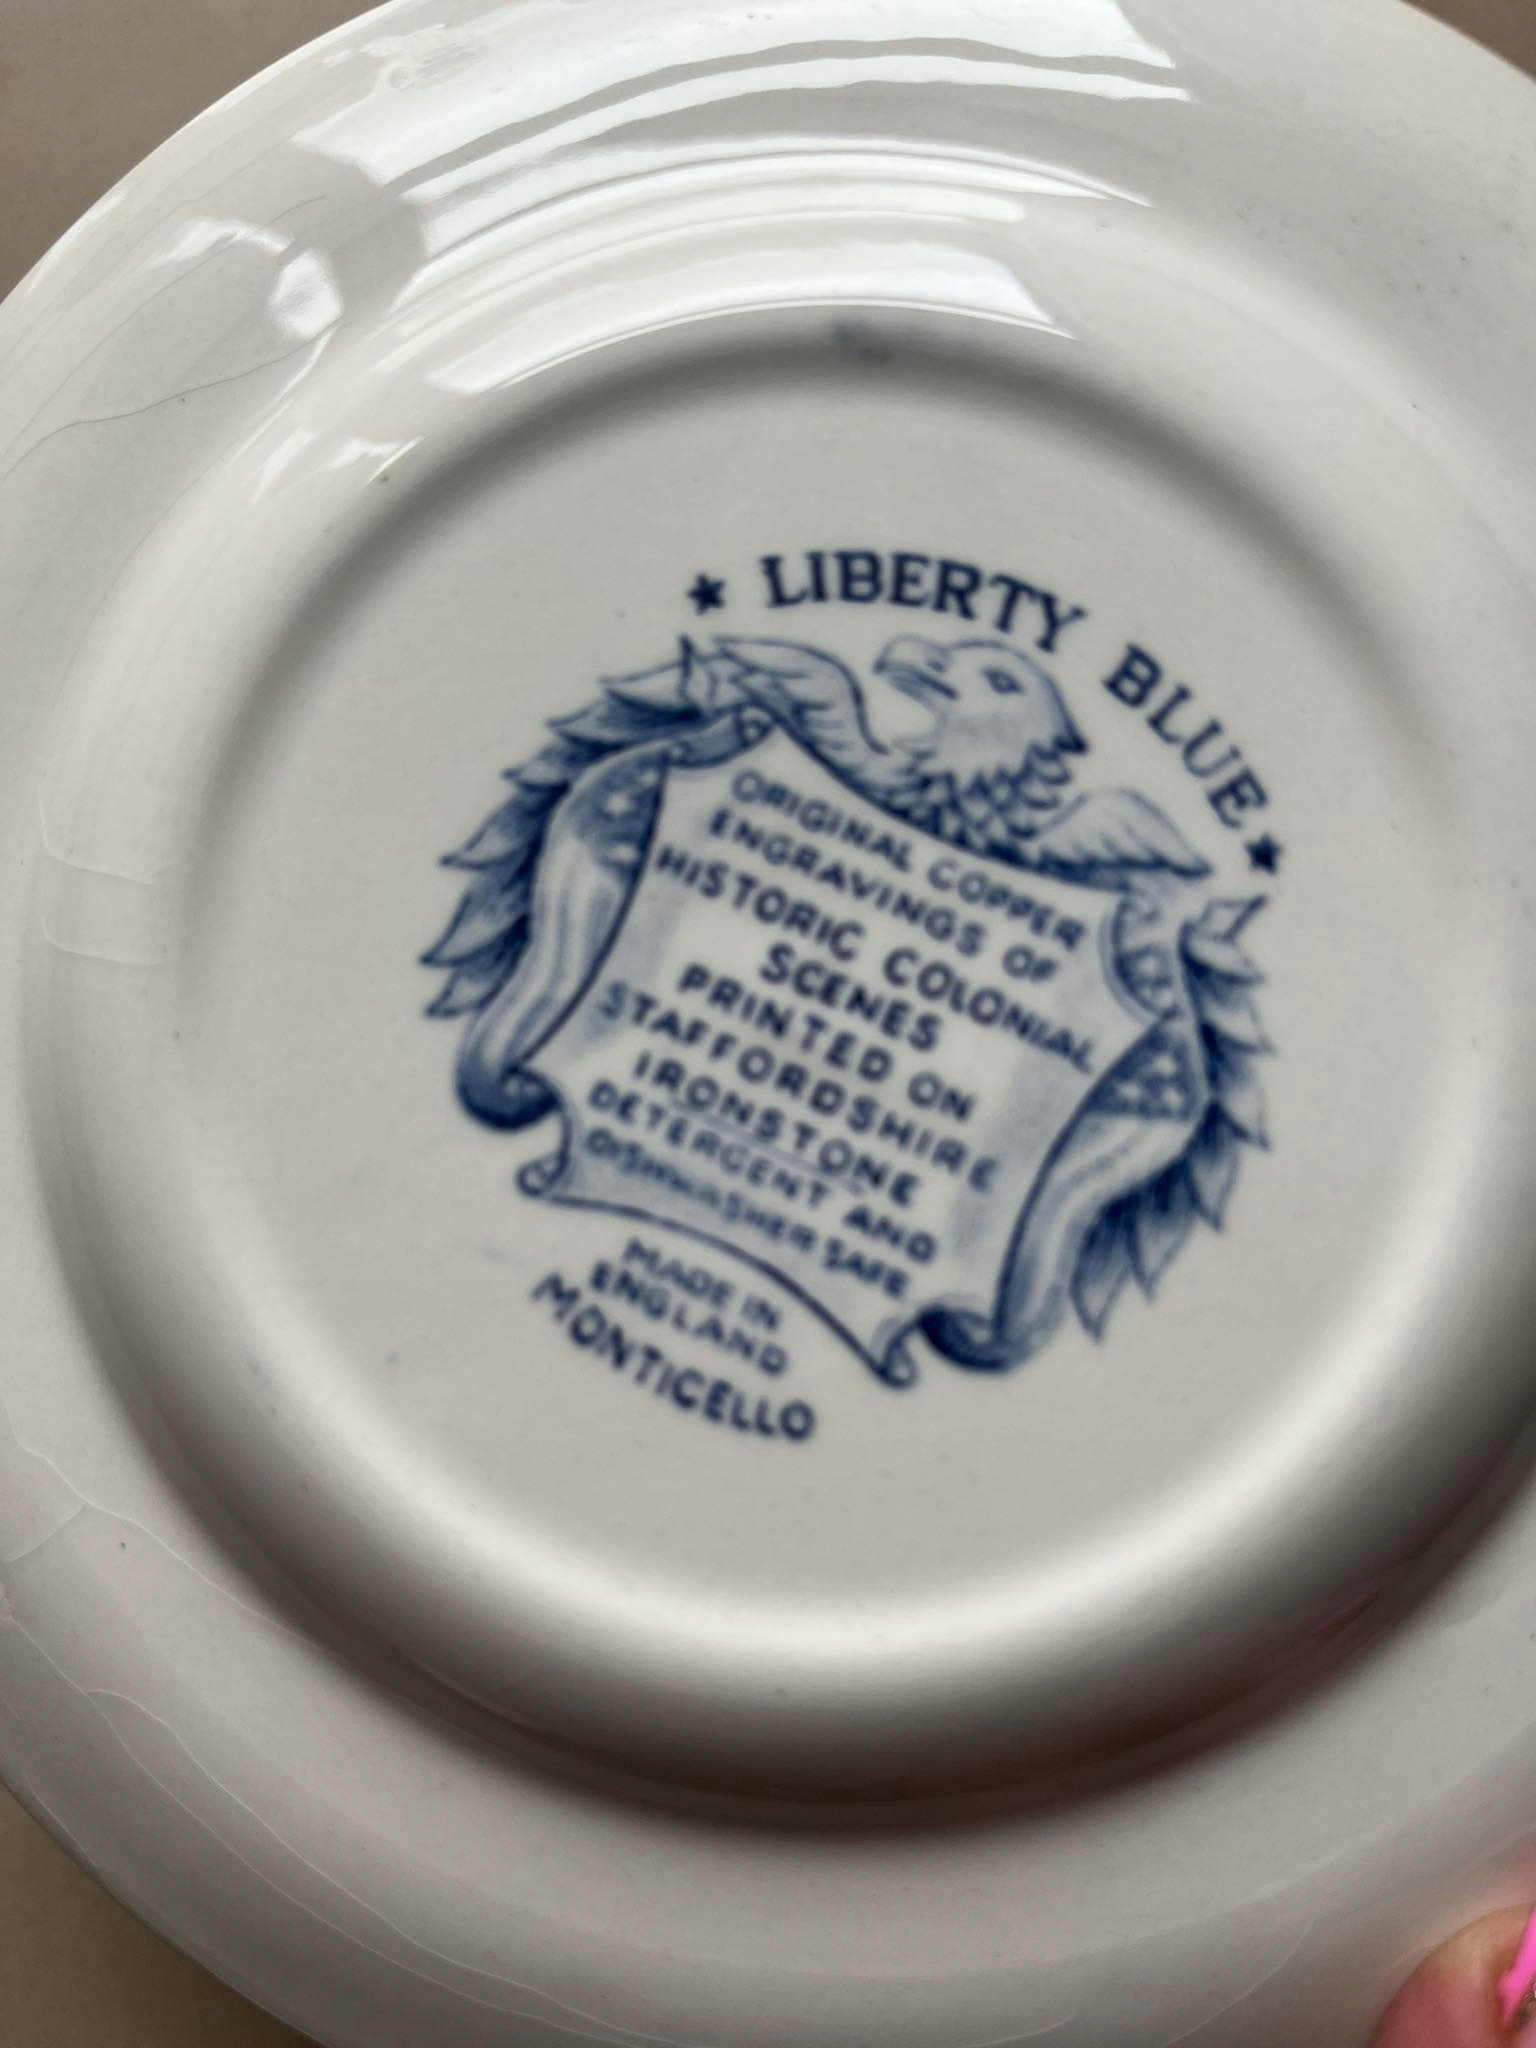 LIBERTY BLUE
ORIGINAL COPPER
ENGRAVINGS OF
HISTORIC COLONIAL
SCENES
PRINTED ON
STAFFORDSHIRE
IRONSTONE
DETERGENT AND
DISHWASHER SAFE
MADE IN
ENGLAND
MONTICELLO